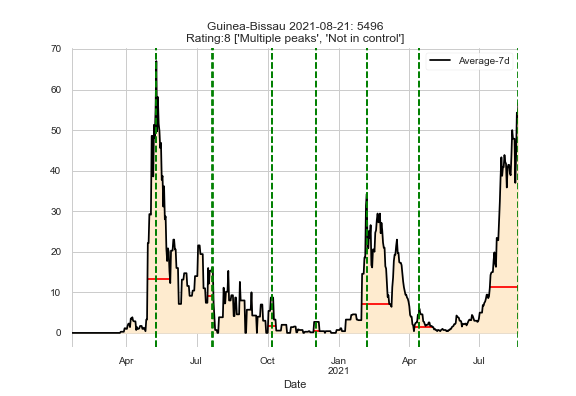 Guinea-Bissau 2021-08-21: 5496
Rating:8 ['Multiple peaks', 'Not in control']
Average-7d
70
60
50
40
30
20
10
0
Apr
Jul
Oct
Jan
2021
Apr
Jul
Date